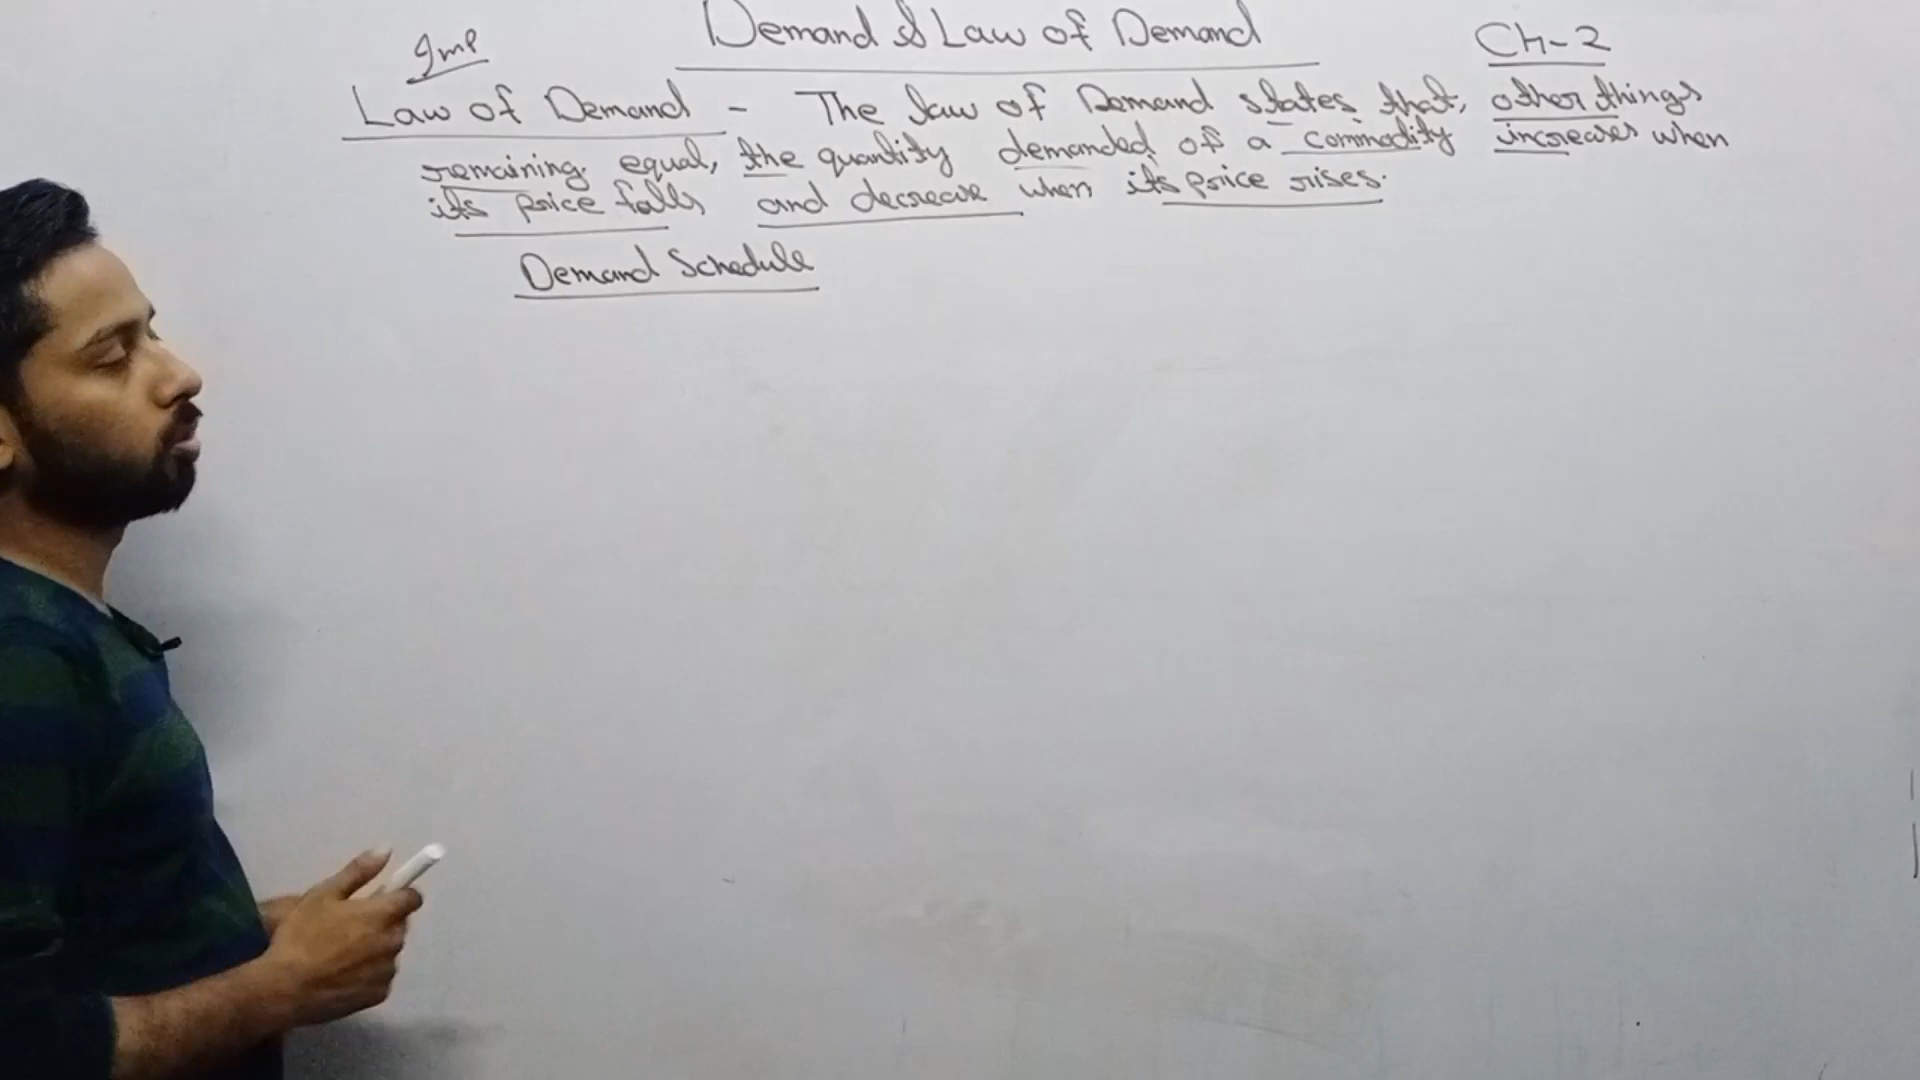 Demand & Law of Demand
Ch-2
Imp
Law of Demand - The law of Demand states that, other things
remaining equal, the quantity demanded of a commodity increases when
its price falls and decrease when its price rises.
Demand Schedule